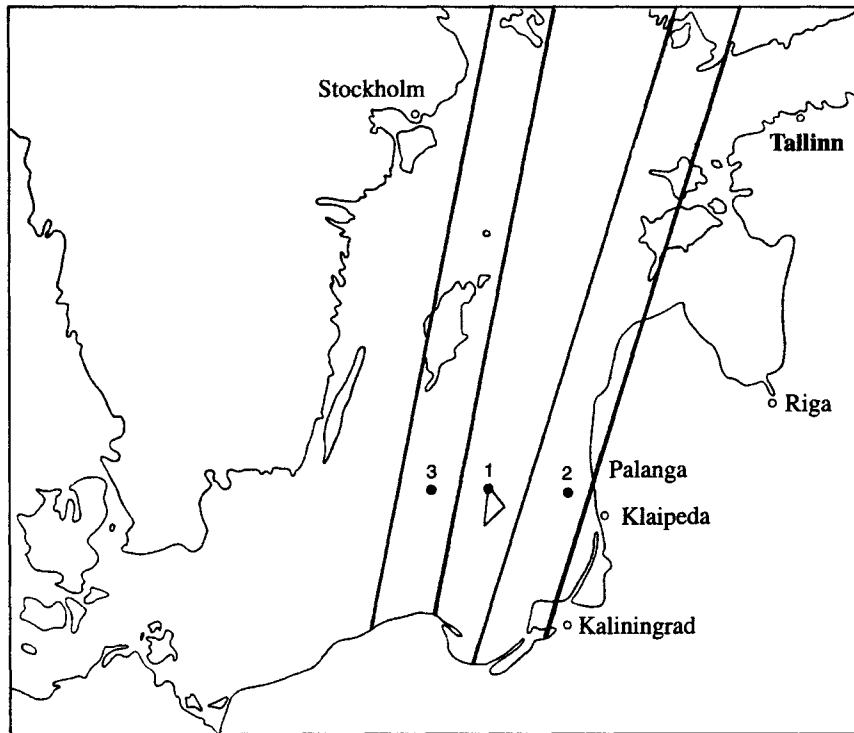 Stockholm
Tallinn
Riga
3 1 2 Palanga
Klaipeda
Kaliningrad